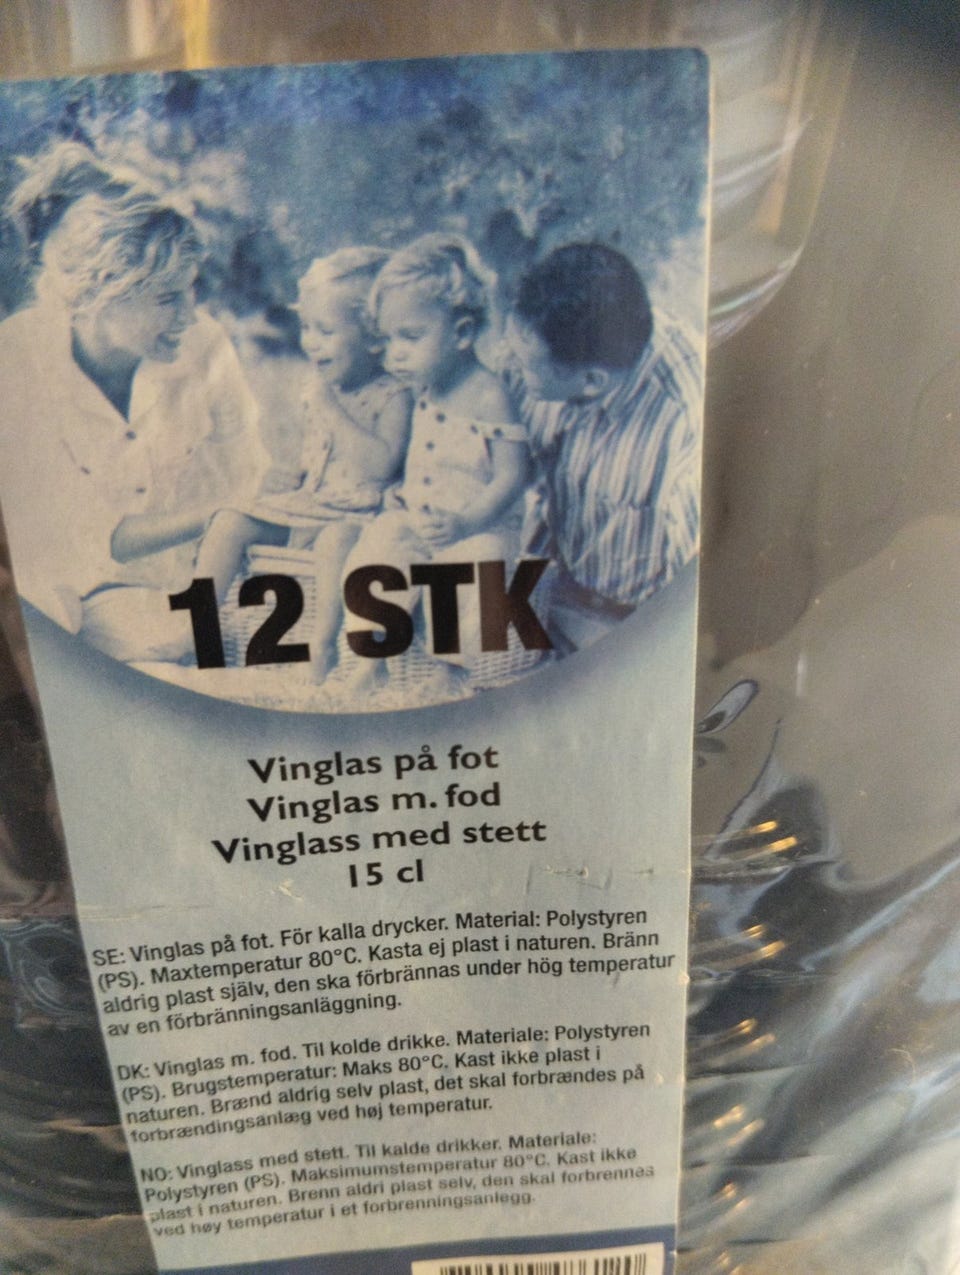 12 STK
Vinglas på fot
Vinglas m. fod
Vinglass med stett
15 cl
SE: Vinglas på fot. För kalla drycker. Material: Polystyren
(PS). Maxtemperatur 80°C. Kasta ej plast i naturen. Bränn
aldrig plast själv, den ska förbrännas under hög temperatur
av en förbränningsanläggning.
DK: Vinglas m. fod. Til kolde drikke. Materiale: Polystyren
(PS). Brugstemperatur: Maks 80°C. Kast ikke plast i
naturen. Brænd aldrig selv plast, det skal forbrændes på
forbrændingsanlæg ved høj temperatur.
NO: Vinglass med stett. Til kalde drikker. Materiale:
Polystyren (PS). Maksimumstemperatur 80°C. Kast ikke
plast i naturen. Brenn aldri plast selv, den skal forbrennes
ved høy temperatur i et forbrenningsanlegg.